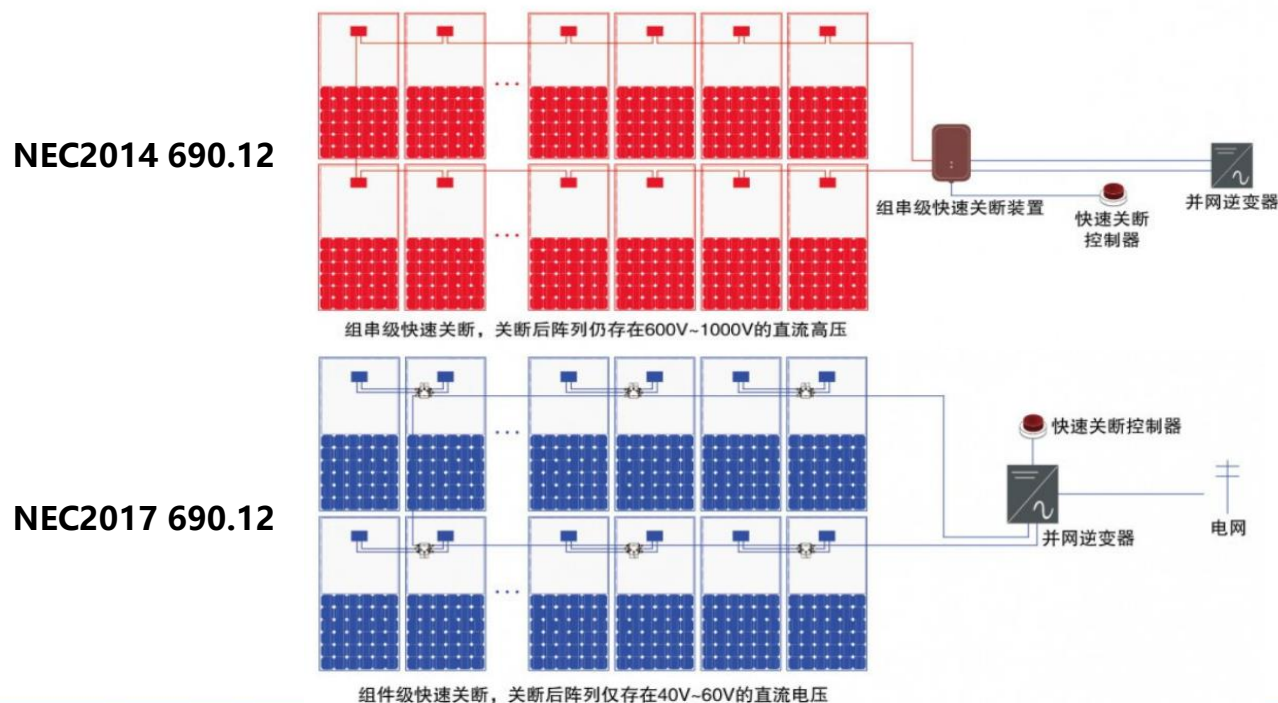 NEC2014 690.12
组串级快速关断装置
快速关断
控制器
并网逆变器
组串级快速关断，关断后阵列仍存在600V~1000V的直流高压
NEC2017 690.12
快速关断控制器
并网逆变器
电网
组件级快速关断，关断后阵列仅存在40V~60V的直流电压